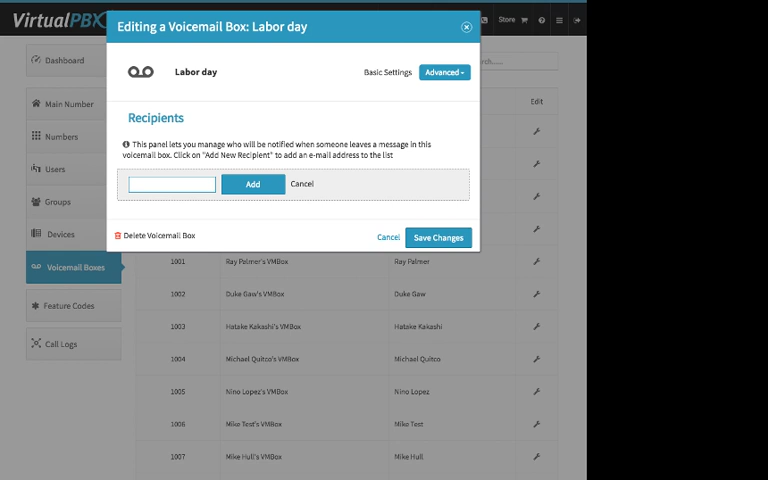 VirtualPBX
Store
Editing a Voicemail Box: Labor day
Labor day
Basic Settings
Advanced
Recipients
This panel lets you manage who will be notified when someone leaves a message in this
voicemail box. Click on "Add New Recipient" to add an e-mail address to the list
Add
Cancel
Delete Voicemail Box
Cancel
Save Changes
Dashboard
Main Number
Numbers
Users
Groups
Devices
Voicemail Boxes
Feature Codes
Call Logs
Edit
1001 Ray Palmer's VMBox Ray Palmer
1002 Duke Gaw's VMBox Duke Gaw
1003 Hatake Kakashi's VMBox Hatake Kakashi
1004 Michael Quitco's VMBox Michael Quitco
1005 Nino Lopez's VMBox Nino Lopez
1006 Mike Test's VMBox Mike Test
1007 Mike Hull's VMBox Mike Hull